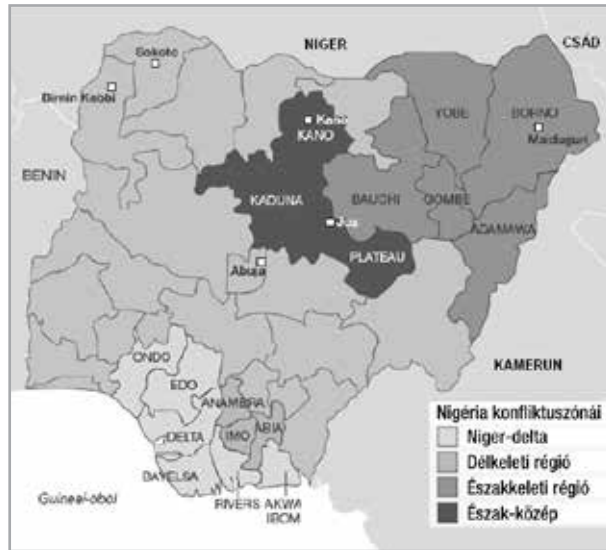 NIGER
CSÁD
Sokoto
Birnin Kebbi
Kano
KANO
YOBE
BORNO
Maiduguri
BENIN
KADUNA
BAUCHI
GOMBE
Jos
ADAMAWA
PLATEAU
Abuja
KAMERUN
ONDO
EDO
ANAMBRA
DELTA
IMO
ABIA
BAYELSA
Guineai-öböl
RIVERS
AKWA
IBOM
Nigéria konfliktuszónái
Niger-delta
Délkeleti régió
Északkeleti régió
Észak-közép